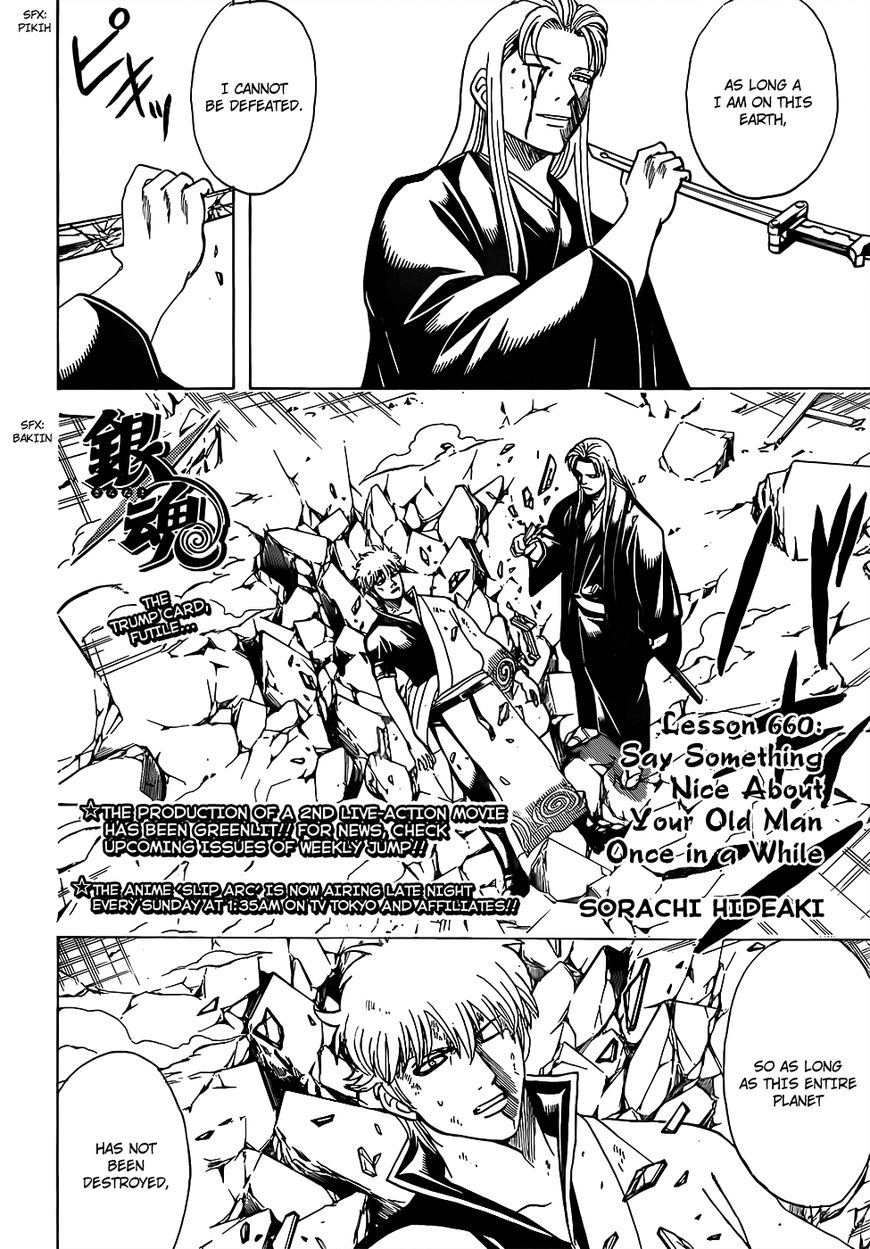 AS LONG A
I AM ON THIS
EARTH,
I CANNOT
BE DEFEATED.
SFX:
PIKIH
ピキッ
SFX:
BAKIIN
銀魂
THE
TRUMP CARD,
FUTILE...
Lesson 660:
Say Something
Nice About
Your Old Man
Once in a While
SORACHI HIDEAKI
☆THE PRODUCTION OF A 2ND LIVE-ACTION MOVIE
HAS BEEN GREENLIT!! FOR NEWS, CHECK
UPCOMING ISSUES OF WEEKLY JUMP!!
☆THE ANIME 'SLIP ARC' IS NOW AIRING LATE NIGHT
EVERY SUNDAY AT 1:35AM ON TV TOKYO AND AFFILIATES!!
SO AS LONG
AS THIS ENTIRE
PLANET
HAS NOT
BEEN
DESTROYED,